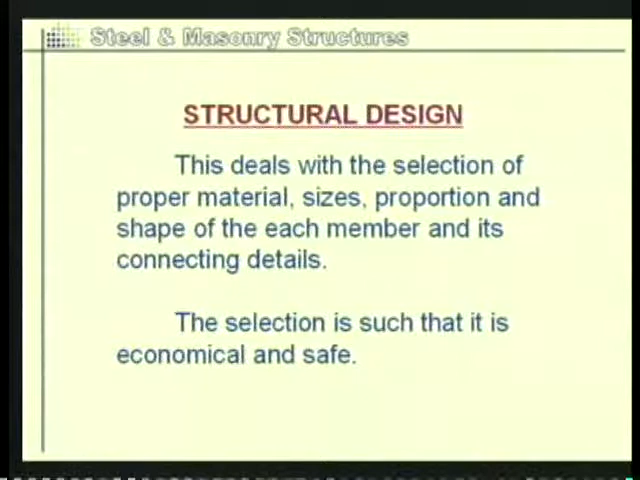 Steel & Masonry Structures
STRUCTURAL DESIGN
This deals with the selection of
proper material, sizes, proportion and
shape of the each member and its
connecting details.
The selection is such that it is
economical and safe.